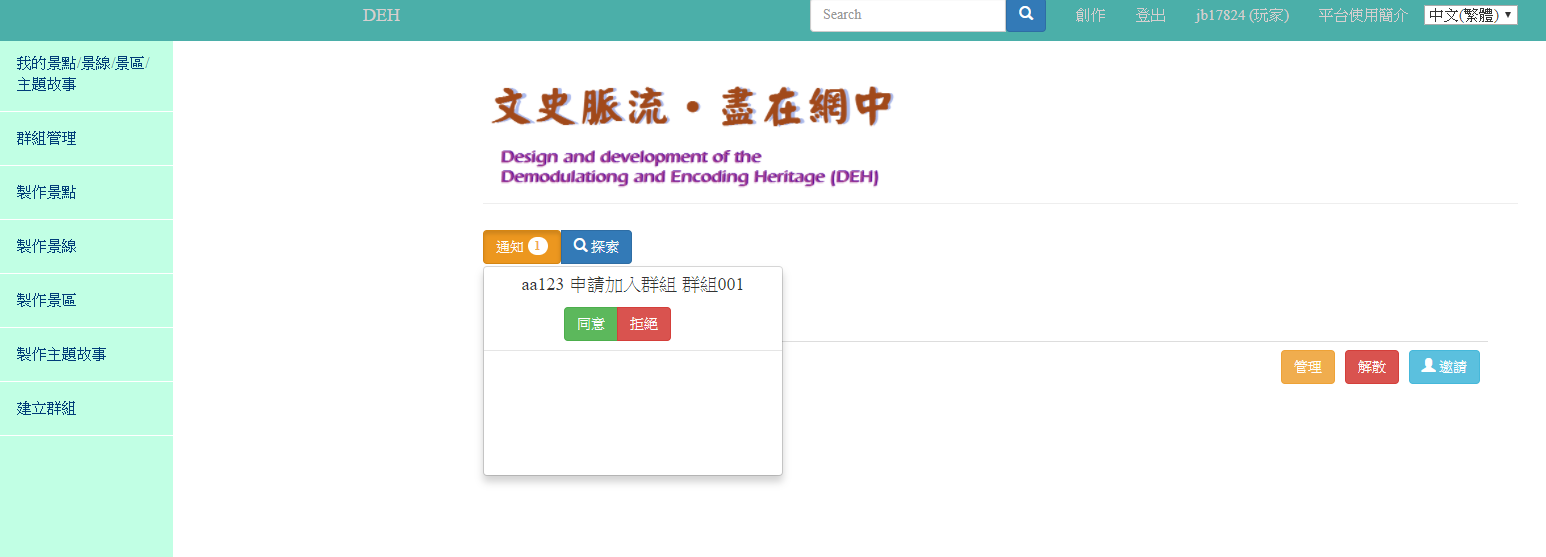 DEH
Search
創作
登出
jb17824 (玩家)
平台使用簡介
中文(繁體)
我的景點/景線/景區/
主題故事
群組管理
製作景點
製作景線
製作景區
製作主題故事
建立群組
文史脈流·盡在網中
Design and development of the
Demodulationg and Encoding Heritage (DEH)
通知 1
探索
aa123 申請加入群組 群組001
同意
拒絕
管理
解散
邀請